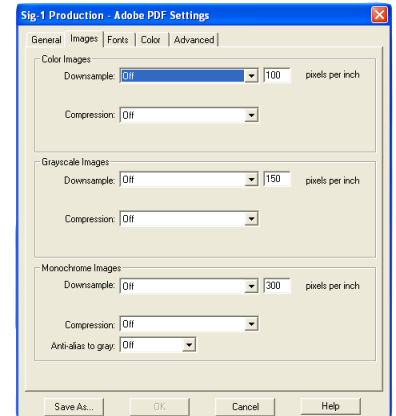 Sig-1 Production - Adobe PDF Settings
General Images Fonts Color Advanced
Color Images
Downsample: Off 100 pixels per inch
Compression: Off
Grayscale Images
Downsample: Off 150 pixels per inch
Compression: Off
Monochrome Images
Downsample: Off 300 pixels per inch
Compression: Off
Anti-alias to gray: Off
Save As... OK Cancel Help